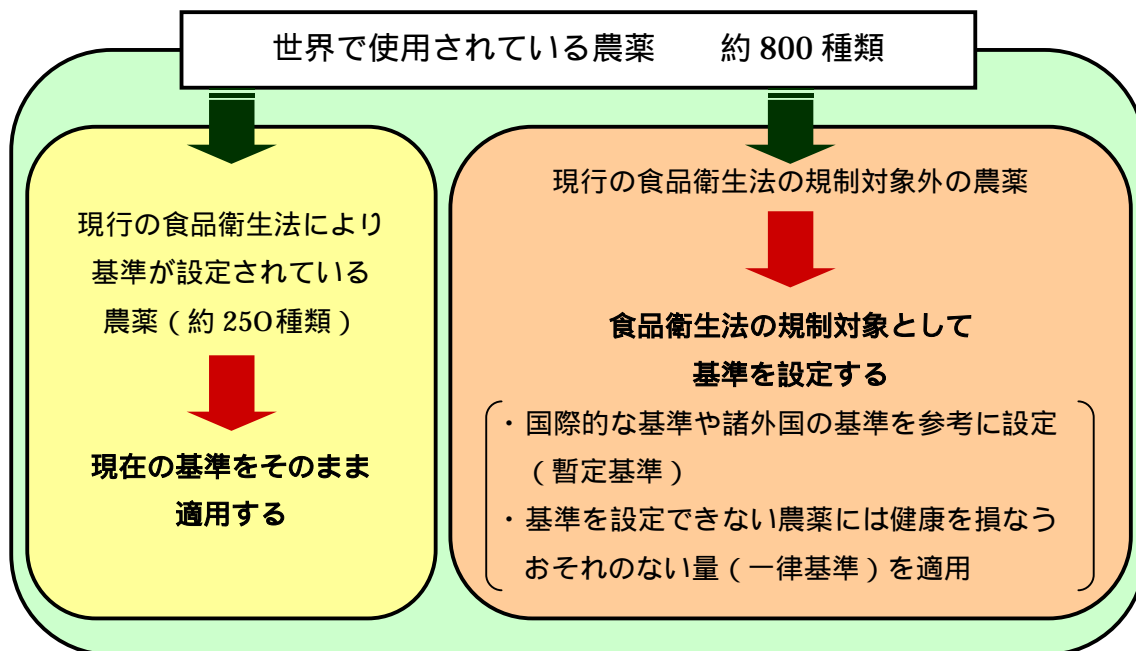 世界で使用されている農薬　　約 800 種類
現行の食品衛生法により
基準が設定されている
農薬（約 250種類）
現在の基準をそのまま
適用する
現行の食品衛生法の規制対象外の農薬
食品衛生法の規制対象として
基準を設定する
・国際的な基準や諸外国の基準を参考に設定
（暫定基準）
・基準を設定できない農薬には健康を損なう
おそれのない量（一律基準）を適用